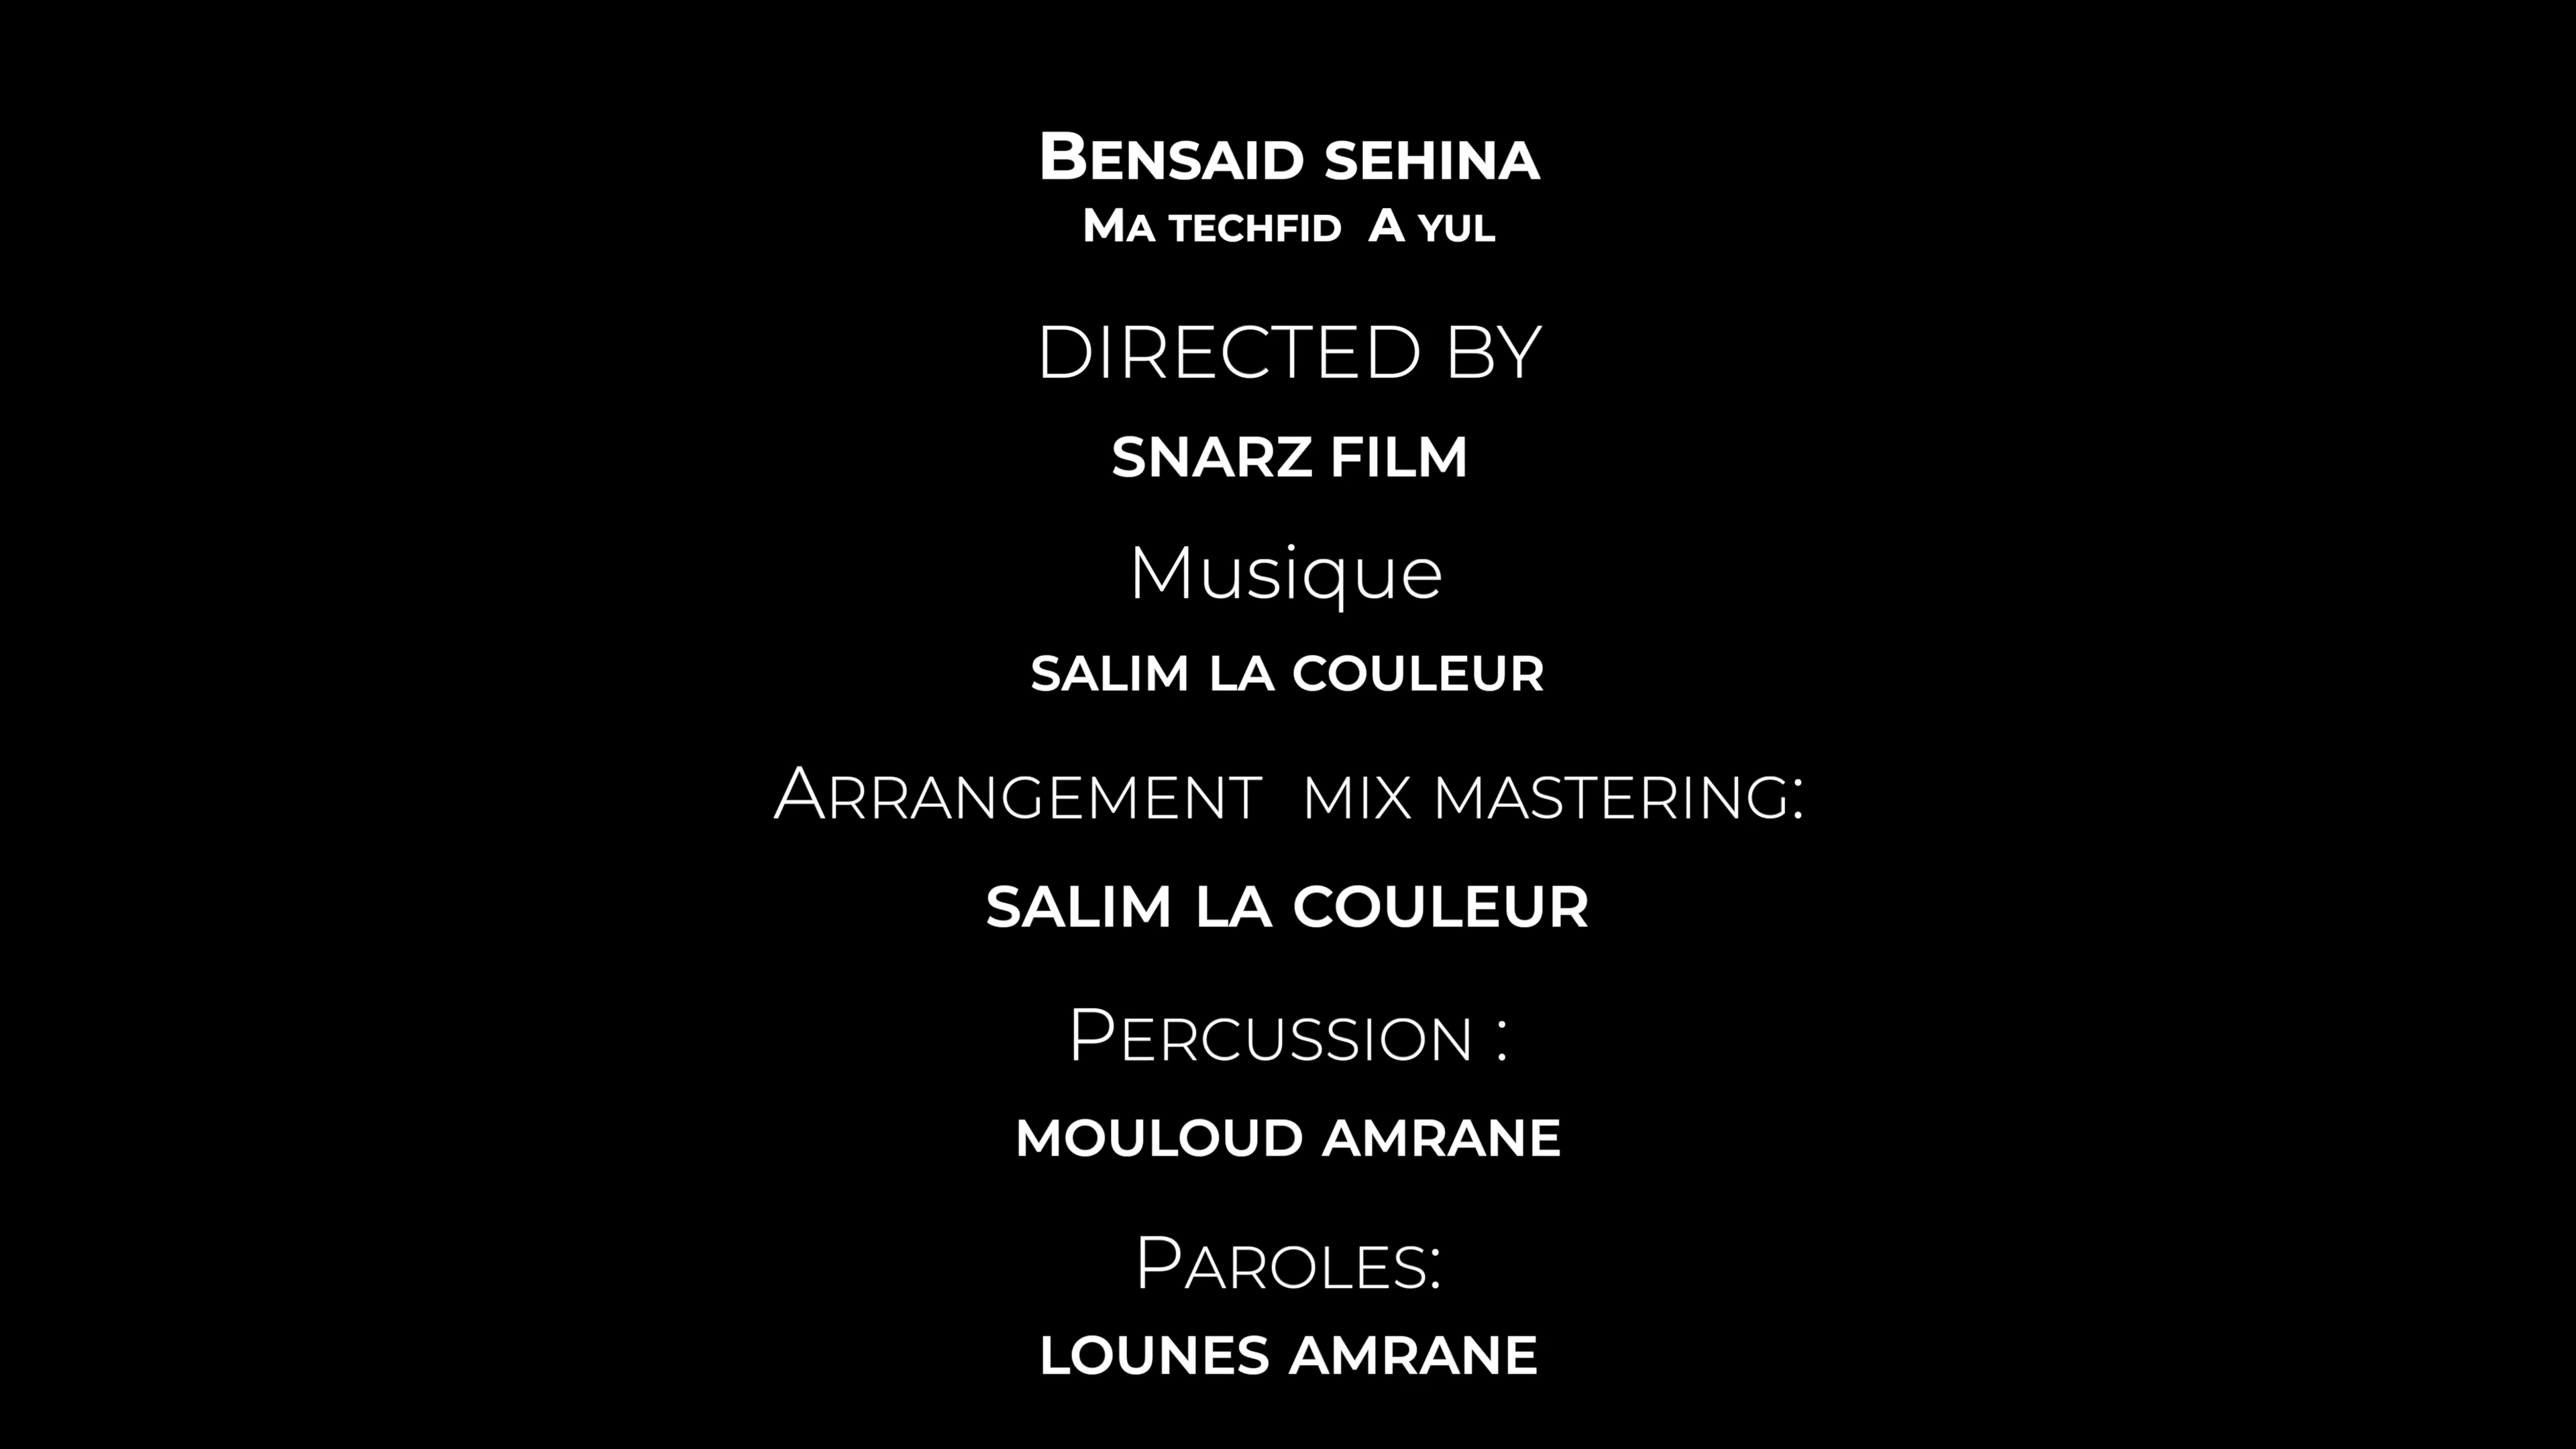 Bensaid sehina
Ma techfid A yul
DIRECTED BY
SNARZ FILM
Musique
SALIM LA COULEUR
Arrangement mix mastering:
SALIM LA COULEUR
Percussion :
MOULOUD AMRANE
Paroles:
LOUNES AMRANE